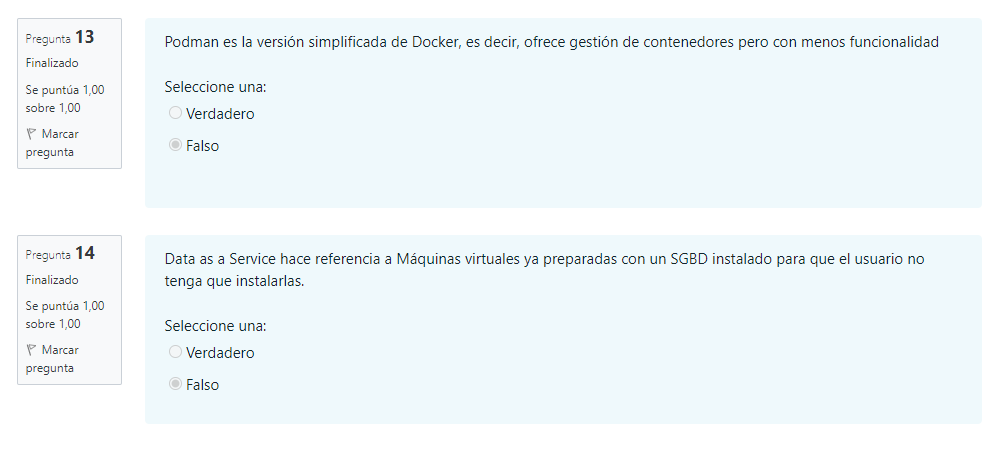 Pregunta 13
Finalizado
Se puntúa 1,00
sobre 1,00
Marcar
pregunta
Podman es la versión simplificada de Docker, es decir, ofrece gestión de contenedores pero con menos funcionalidad
Seleccione una:
Verdadero
Falso
Pregunta 14
Finalizado
Se puntúa 1,00
sobre 1,00
Marcar
pregunta
Data as a Service hace referencia a Máquinas virtuales ya preparadas con un SGBD instalado para que el usuario no
tenga que instalarlas.
Seleccione una:
Verdadero
Falso